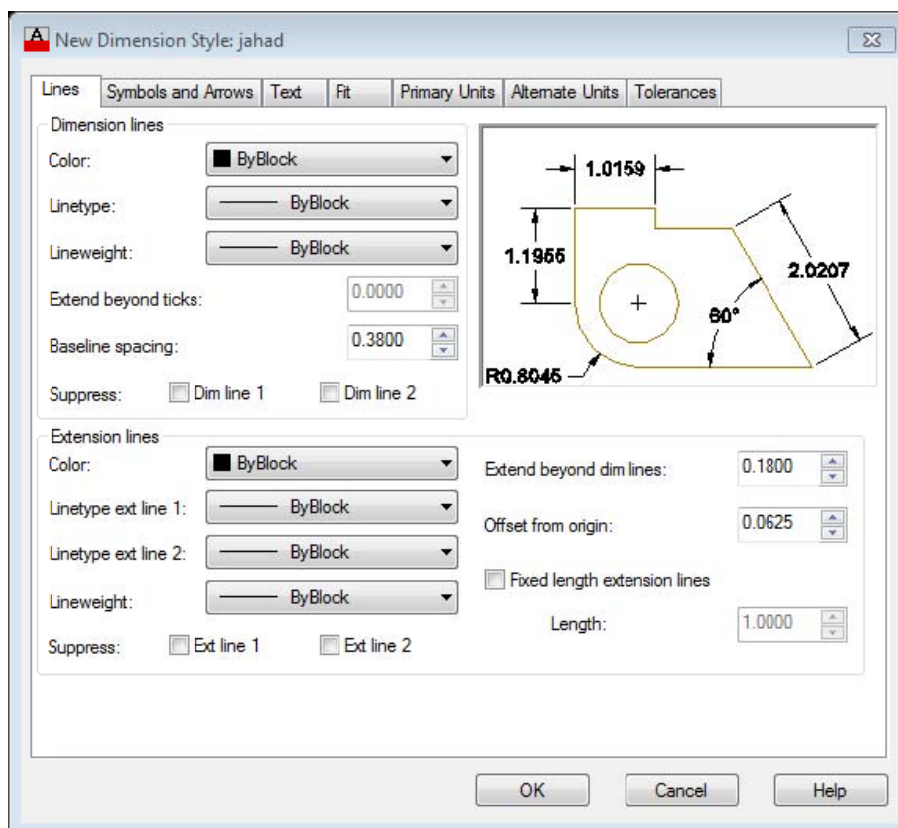 New Dimension Style: jahad
Lines Symbols and Arrows Text Fit Primary Units Alternate Units Tolerances
Dimension lines
Color: ByBlock
Linetype: ByBlock
Lineweight: ByBlock
Extend beyond ticks: 0.0000
Baseline spacing: 0.3800
Suppress: Dim line 1 Dim line 2
1.0159
1.1955
2.0207
60°
R0.8045
Extension lines
Color: ByBlock
Linetype ext line 1: ByBlock
Linetype ext line 2: ByBlock
Lineweight: ByBlock
Suppress: Ext line 1 Ext line 2
Extend beyond dim lines: 0.1800
Offset from origin: 0.0625
Fixed length extension lines
Length: 1.0000
OK Cancel Help